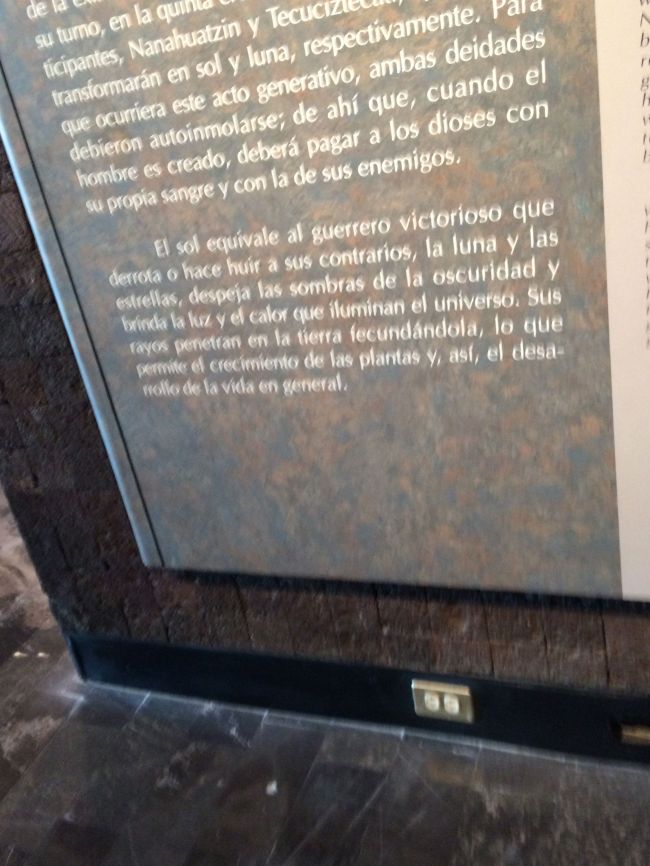 de la
su turno, en la quinta
ticipantes, Nanahuatzin y Tecuciztécatl,
transformarán en sol y luna, respectivamente. Para
que ocurriera este acto generativo, ambas deidades
debieron autoinmolarse; de ahí que, cuando el
hombre es creado, deberá pagar a los dioses con
su propia sangre y con la de sus enemigos.
El sol equivale al guerrero victorioso que
derrota o hace huir a sus contrarios, la luna y las
estrellas, despeja las sombras de la oscuridad y
brinda la luz y el calor que iluminan el universo. Sus
rayos penetran en la tierra fecundándola, lo que
permite el crecimiento de las plantas y, así, el desa-
rrollo de la vida en general.